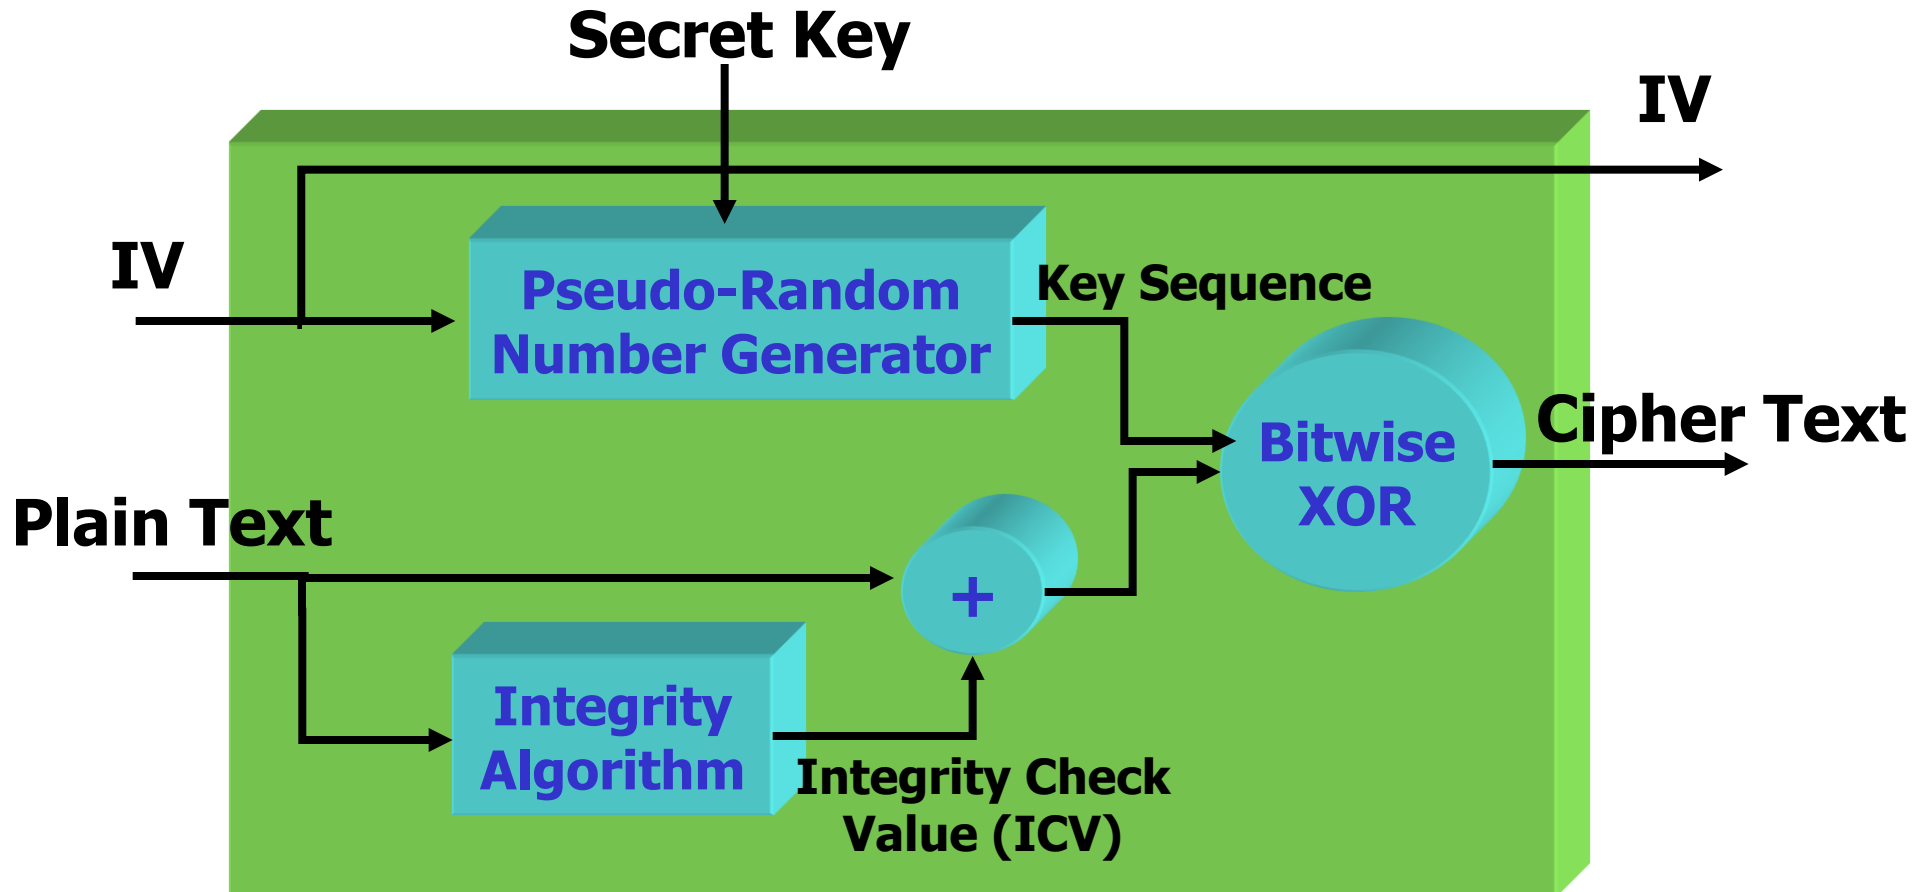 Secret Key
IV
IV
Pseudo-Random
Number Generator
Key Sequence
Bitwise
XOR
Cipher Text
Plain Text
+
Integrity
Algorithm
Integrity Check
Value (ICV)